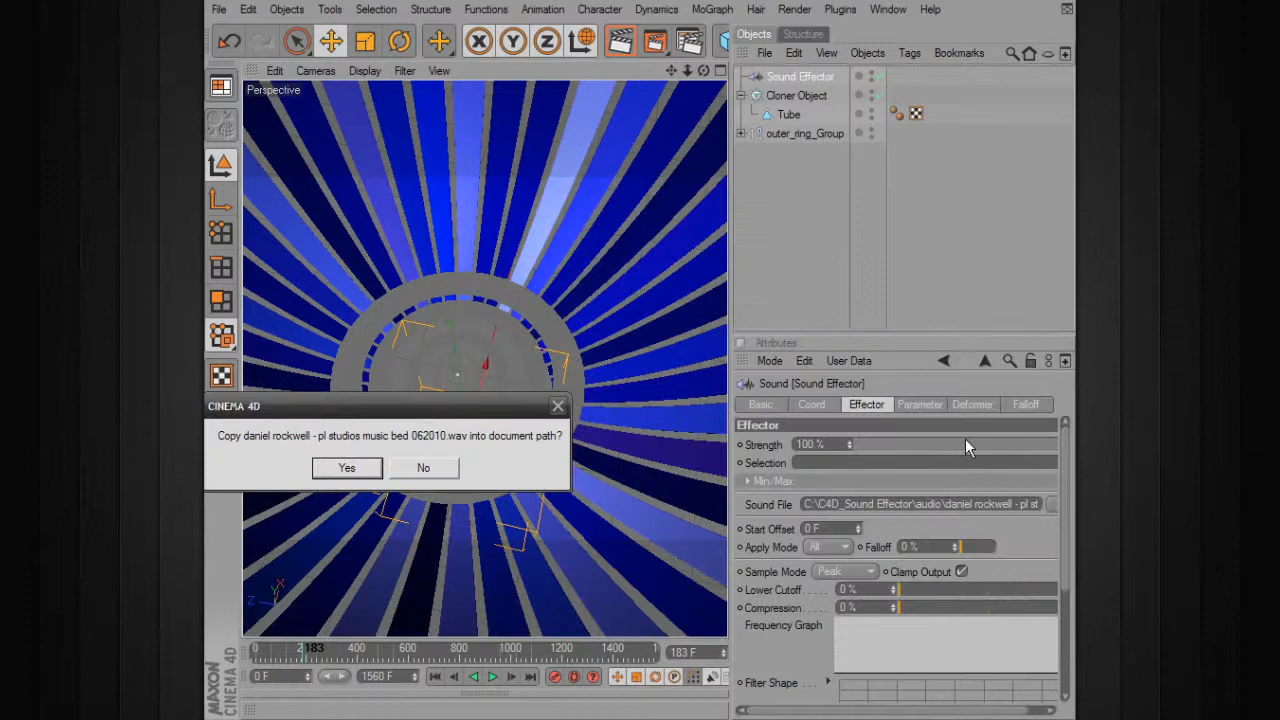 File Edit Objects Tools Selection Structure Functions Animation Character Dynamics MoGraph Hair Render Plugins Window Help
Objects Structure
File Edit View Objects Tags Bookmarks
Edit Cameras Display Filter View
Perspective
Sound Effector
Cloner Object
Tube
outer_ring_Group
Attributes
Mode Edit User Data
Sound [Sound Effector]
Basic Coord Effector Parameter Deformer Falloff
Effector
Strength 100 %
Selection
Min/Max
Sound File C:\C4D_Sound Effector\audio\daniel rockwell - pl st
Start Offset 0 F
Apply Mode All Falloff 0 %
Sample Mode Peak Clamp Output
Lower Cutoff 0 %
Compression 0 %
Frequency Graph
Filter Shape
CINEMA 4D
Copy daniel rockwell - pl studios music bed 062010.wav into document path?
Yes No
X Y Z
0 2 183 400 600 800 1000 1200 1400 183 F
0 F 1560 F
MAXON
CINEMA 4D